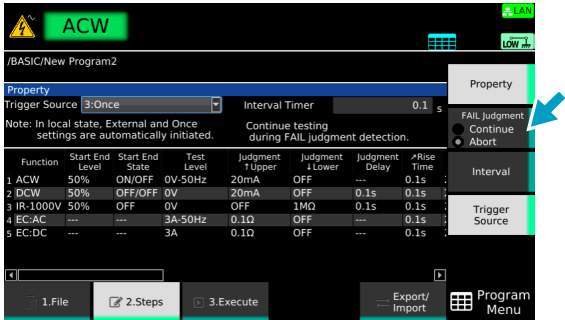 LAN
ACW
LOW
/BASIC/New Program2
Property
Trigger Source 3:Once Interval Timer 0.1 s
Note: In local state, External and Once
settings are automatically initiated.
Continue testing
during FAIL judgment detection.
Function Start End Level Start End State Test Level Judgment ↑Upper Judgment ↓Lower Judgment Delay ↗Rise Time
1 ACW 50% ON/OFF 0V-50Hz 20mA OFF --- 0.1s
2 DCW 50% OFF/OFF 0V 20mA OFF 0.1s 0.1s
3 IR-1000V 50% OFF 0V OFF 1MΩ 0.1s 0.1s
4 EC:AC --- --- 3A-50Hz 0.1Ω OFF --- 0.1s
5 EC:DC --- --- 3A 0.1Ω OFF --- 0.1s
Property
FAIL Judgment
Continue
Abort
Interval
Trigger
Source
1.File
2.Steps
3.Execute
Export/
Import
Program
Menu